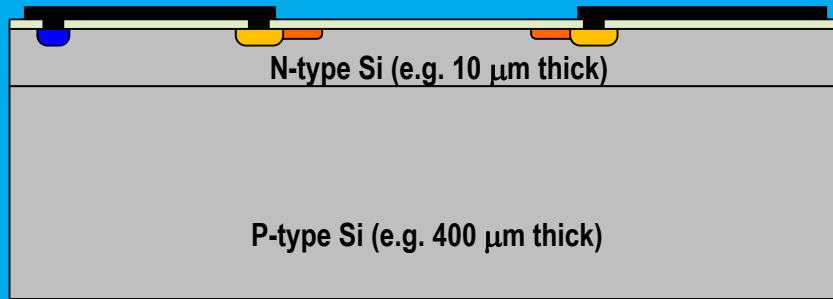 N-type Si (e.g. 10 μm thick)
P-type Si (e.g. 400 μm thick)